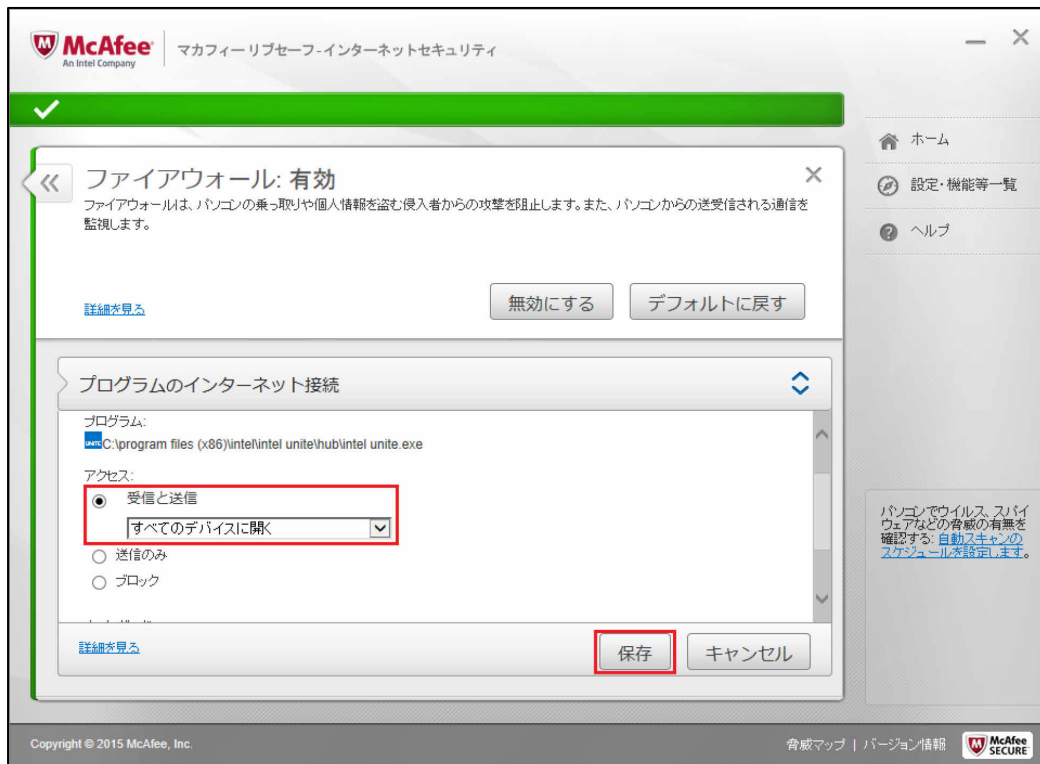 McAfee
An Intel Company
マカフィー リブセーフ-インターネットセキュリティ
ホーム
設定・機能等一覧
ヘルプ
ファイアウォール: 有効
ファイアウォールは、パソコンの乗っ取りや個人情報を盗む侵入者からの攻撃を阻止します。また、パソコンからの送受信される通信を
監視します。
詳細を見る
無効にする
デフォルトに戻す
プログラムのインターネット接続
プログラム:
UNITE
C:\program files (x86)\intel\intel unite\hub\intel unite.exe
アクセス:
受信と送信
すべてのデバイスに開く
送信のみ
ブロック
詳細を見る
保存
キャンセル
パソコンでウイルス、スパイ
ウェアなどの脅威の有無を
確認する: 自動スキャンの
スケジュールを設定します。
Copyright © 2015 McAfee, Inc.
脅威マップ | バージョン情報
McAfee
SECURE